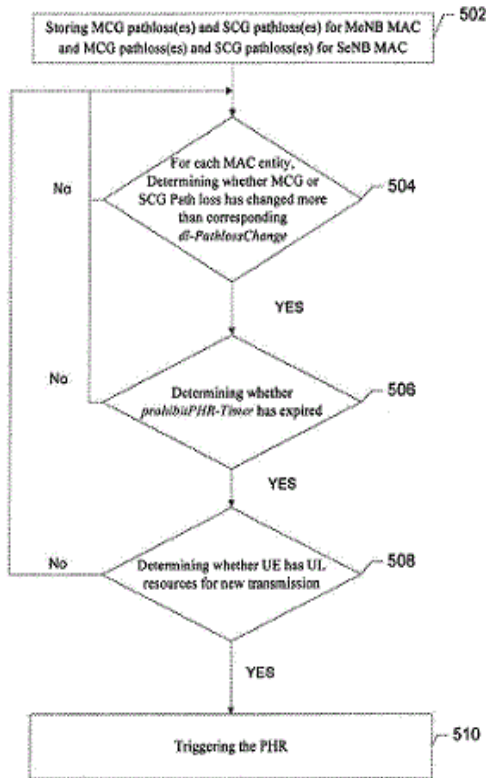 Storing MCG pathloss(es) and SCG pathloss(es) for MeNB MAC
and MCG pathloss(es) and SCG pathloss(es) for SeNB MAC
502
For each MAC entity,
Determining whether MCG or
SCG Path loss has changed more
than corresponding
dl-PathlossChange
504
No
YES
Determining whether
prohibitPHR-Timer has expired
506
No
YES
Determining whether UE has UL
resources for new transmission
508
No
YES
Triggering the PHR
510